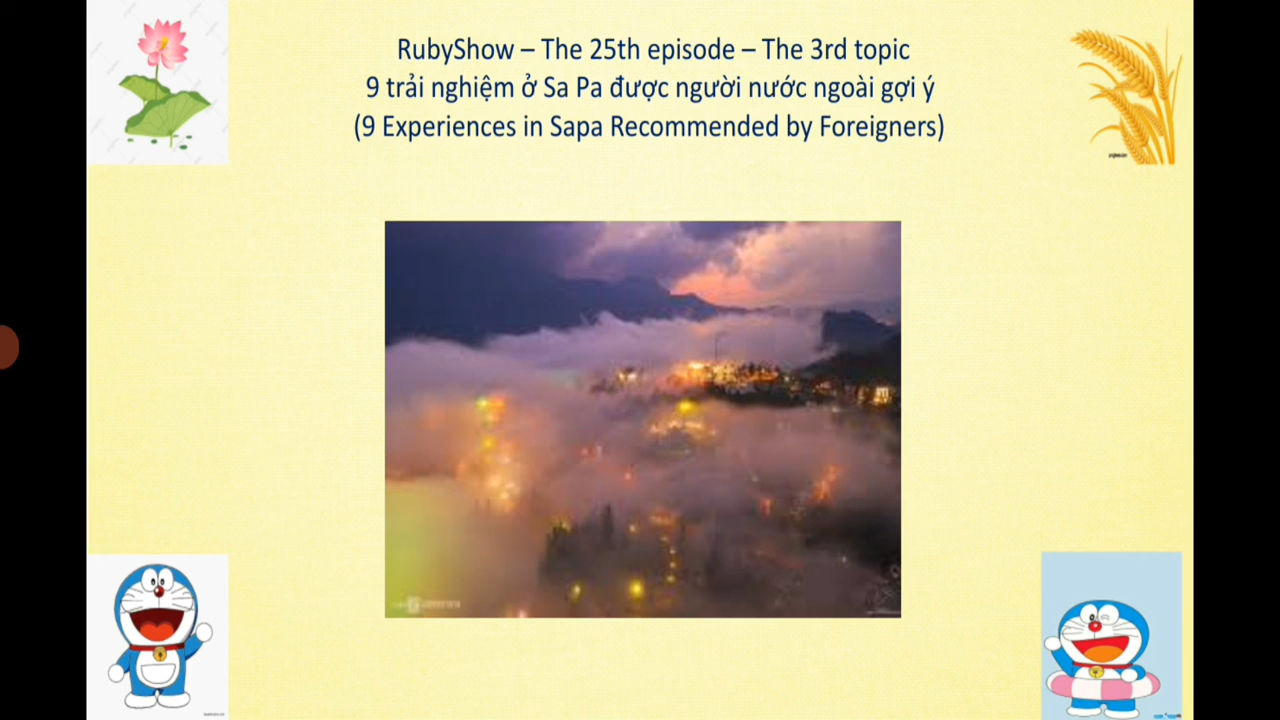 RubyShow – The 25th episode – The 3rd topic
9 trải nghiệm ở Sa Pa được người nước ngoài gợi ý
(9 Experiences in Sapa Recommended by Foreigners)